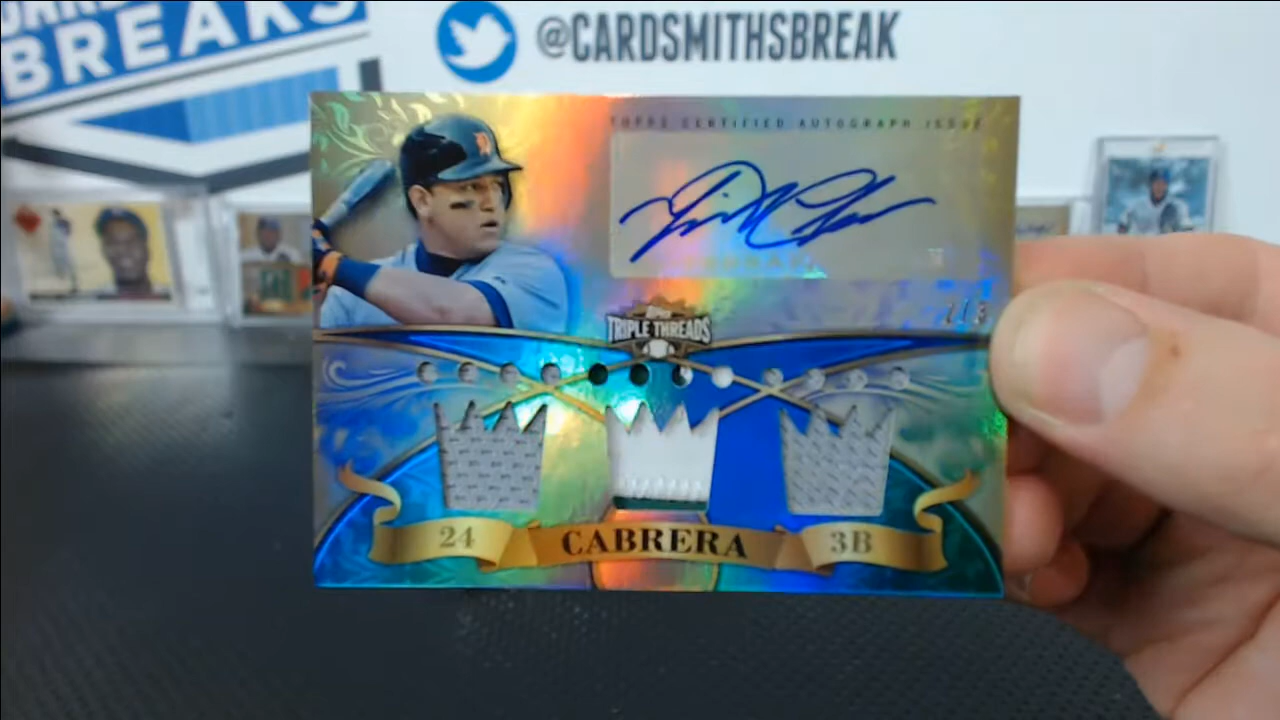 BREAKS
@CARDSMITHSBREAK
TOPPS CERTIFIED AUTOGRAPH ISSUE
Topps
TRIPLE THREADS
24
CABRERA
3B